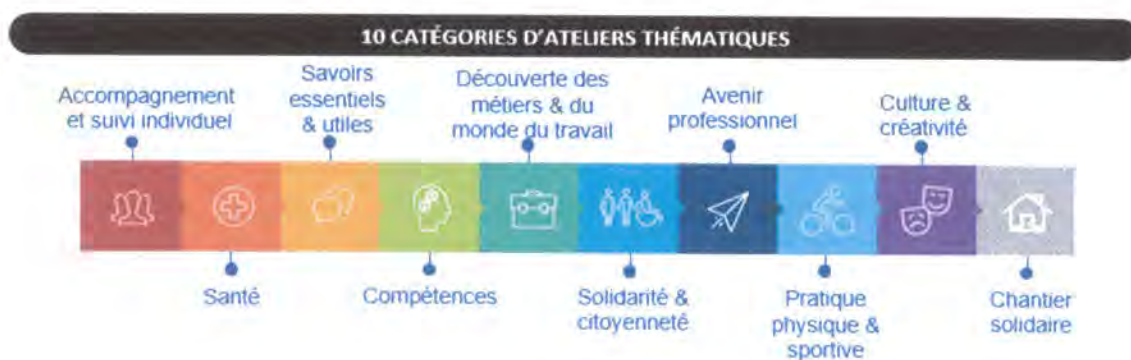 10 CATÉGORIES D'ATELIERS THÉMATIQUES
Accompagnement
et suivi individuel
Santé
Savoirs
essentiels
& utiles
Compétences
Découverte des
métiers & du
monde du travail
Solidarité &
citoyenneté
Avenir
professionnel
Pratique
physique &
sportive
Culture &
créativité
Chantier
solidaire